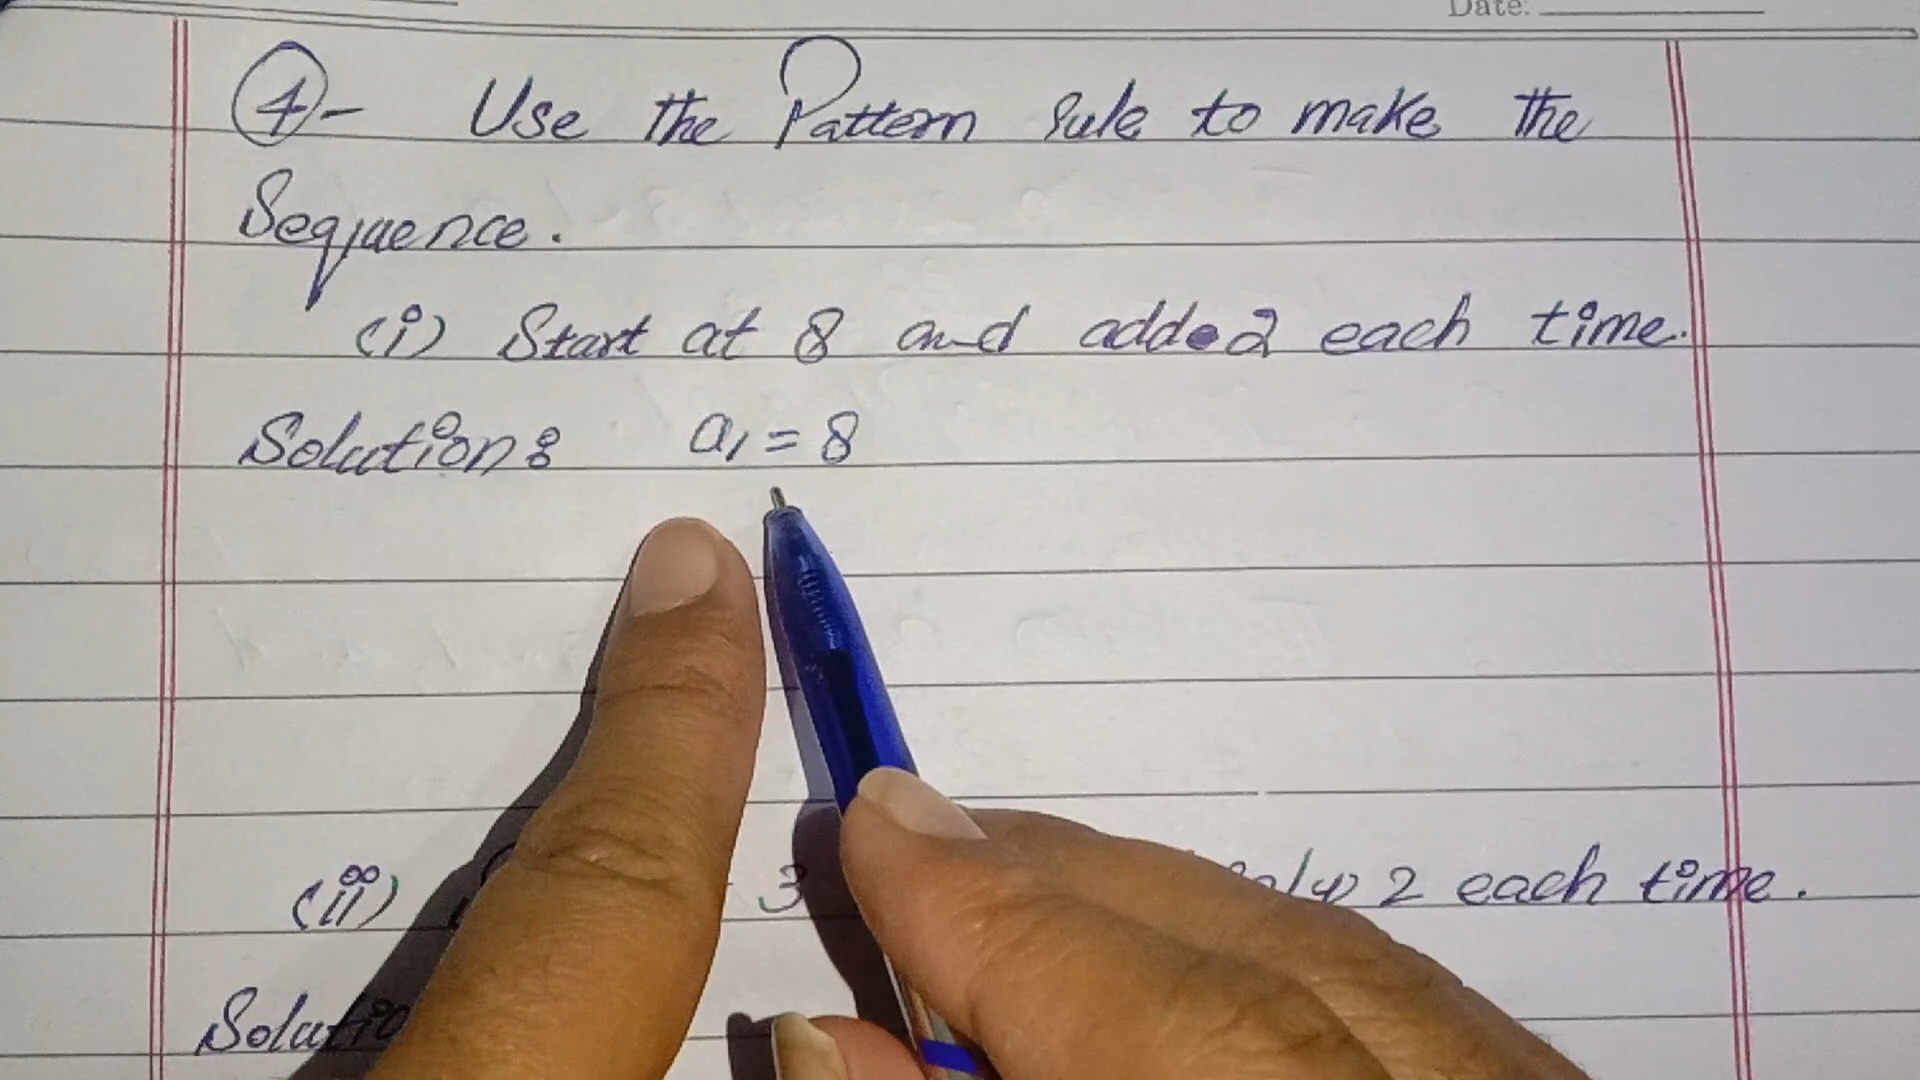 Date:
4- Use the Pattern rule to make the
Sequence.
(i) Start at 8 and add 2 each time.
Solution: a1 = 8
(ii) 3 2 each time.